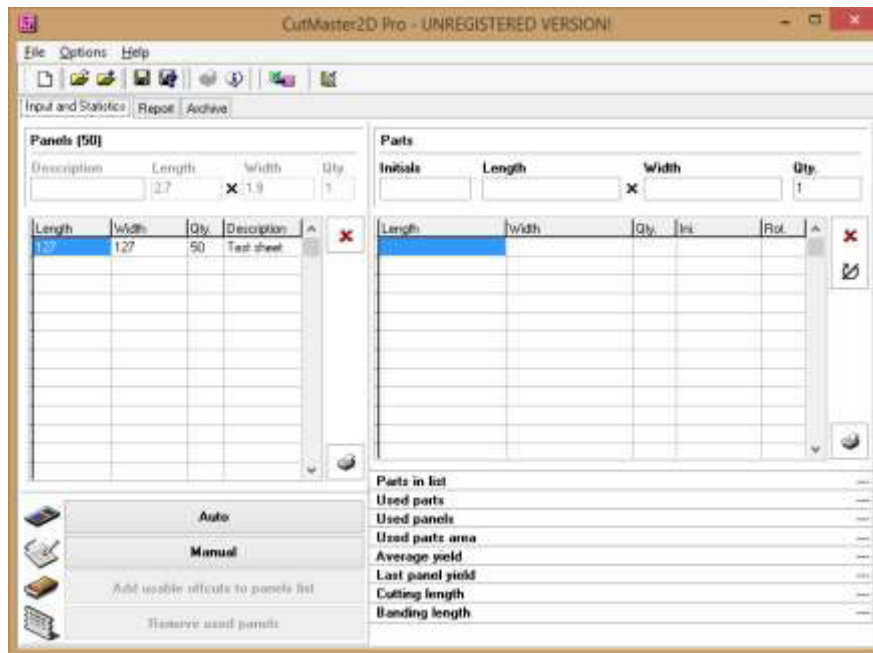 CutMaster2D Pro - UNREGISTERED VERSION!
File Options Help
Input and Statistics Report Archive
Panels (50)
Description Length Width Qty
2.7 × 1.9 1
Length Width Qty. Description
127 127 50 Test sheet
Auto
Manual
Add usable offcuts to panels list
Remove used panels
Parts
Initials Length Width Qty.
× 1
Length Width Qty. Ini. Rot.
Parts in list ---
Used parts ---
Used panels ---
Used parts area ---
Average yield ---
Last panel yield ---
Cutting length ---
Banding length ---